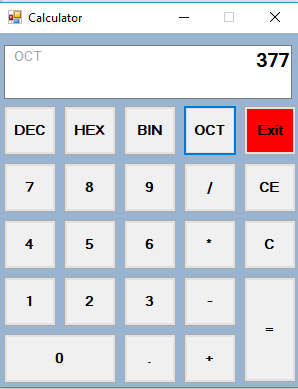 Calculator
OCT
377
DEC HEX BIN OCT Exit
7 8 9 / CE
4 5 6 * C
1 2 3 - =
0 . +